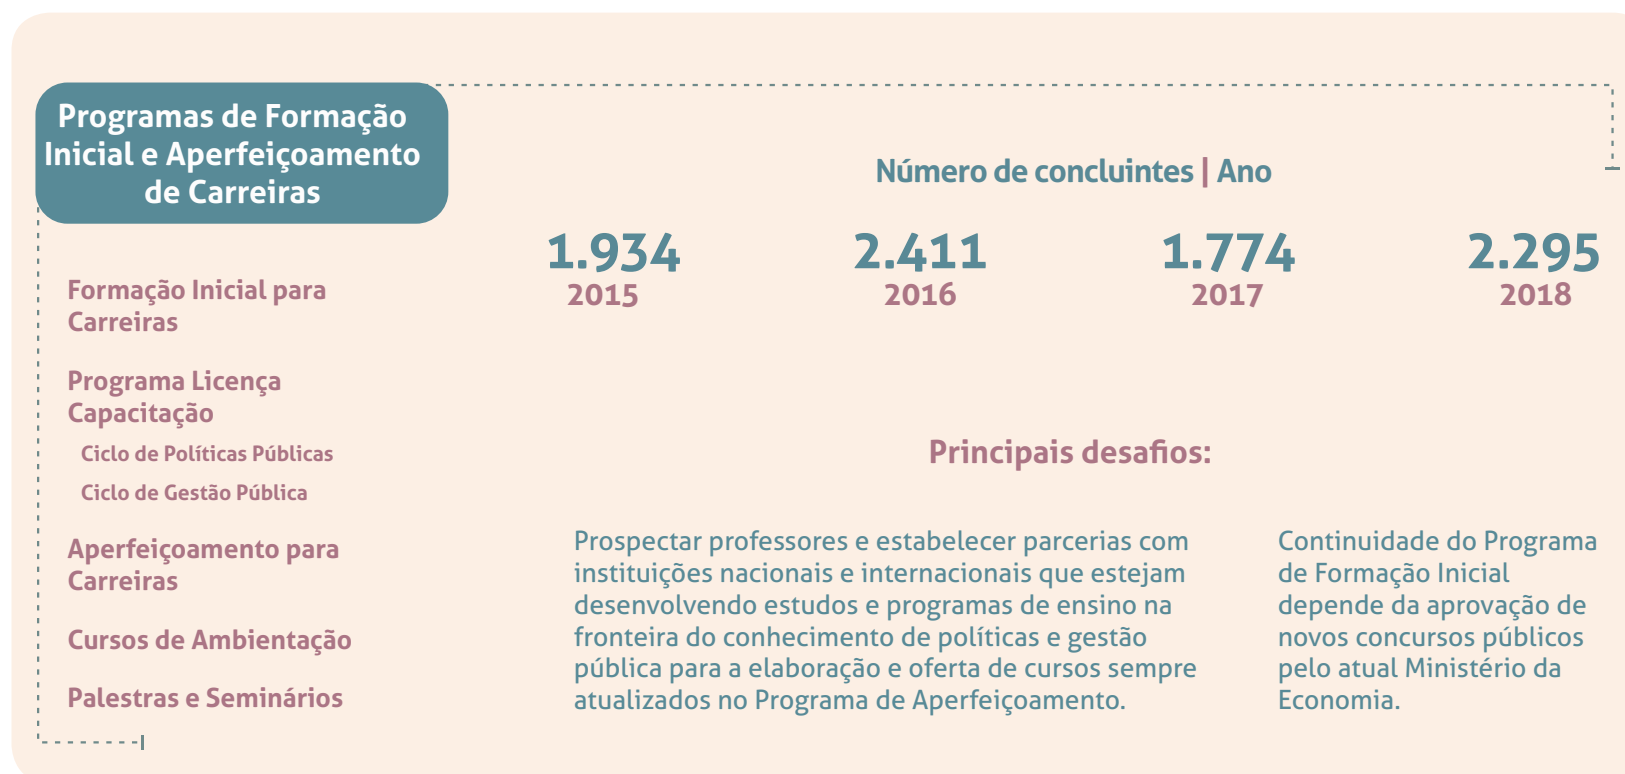 Programas de Formação
Inicial e Aperfeiçoamento
de Carreiras
Formação Inicial para
Carreiras
Programa Licença
Capacitação
Ciclo de Políticas Públicas
Ciclo de Gestão Pública
Aperfeiçoamento para
Carreiras
Cursos de Ambientação
Palestras e Seminários
Número de concluintes | Ano
1.934
2015
2.411
2016
1.774
2017
2.295
2018
Principais desafios:
Prospectar professores e estabelecer parcerias com
instituições nacionais e internacionais que estejam
desenvolvendo estudos e programas de ensino na
fronteira do conhecimento de políticas e gestão
pública para a elaboração e oferta de cursos sempre
atualizados no Programa de Aperfeiçoamento.
Continuidade do Programa
de Formação Inicial
depende da aprovação de
novos concursos públicos
pelo atual Ministério da
Economia.